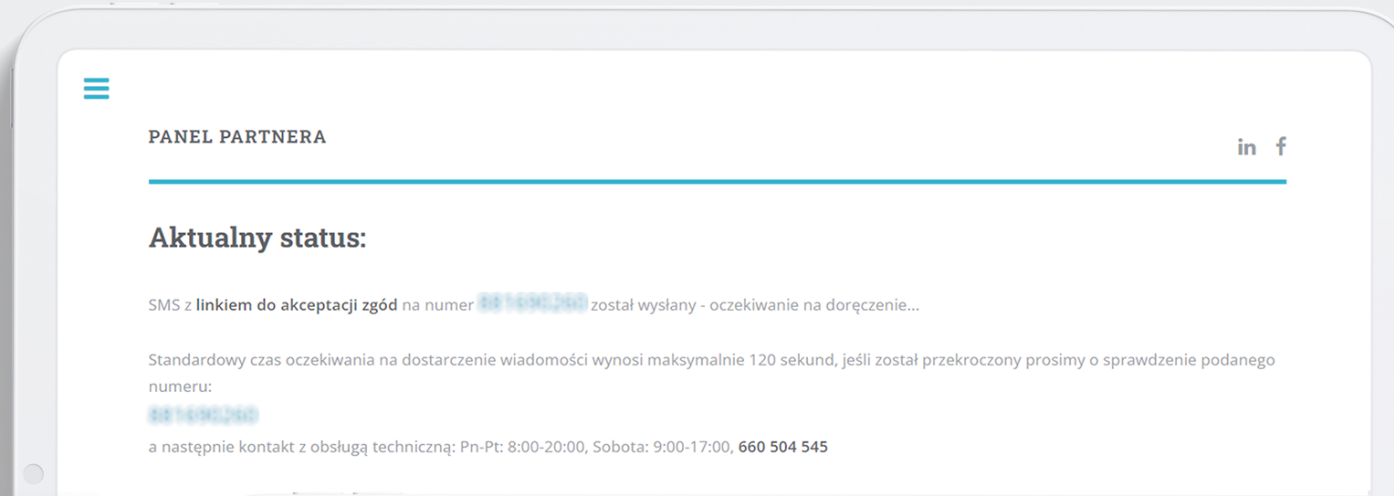 PANEL PARTNERA
in f
Aktualny status:
SMS z linkiem do akceptacji zgód na numer został wysłany - oczekiwanie na doręczenie...
Standardowy czas oczekiwania na dostarczenie wiadomości wynosi maksymalnie 120 sekund, jeśli został przekroczony prosimy o sprawdzenie podanego
numeru:
a następnie kontakt z obsługą techniczną: Pn-Pt: 8:00-20:00, Sobota: 9:00-17:00, 660 504 545